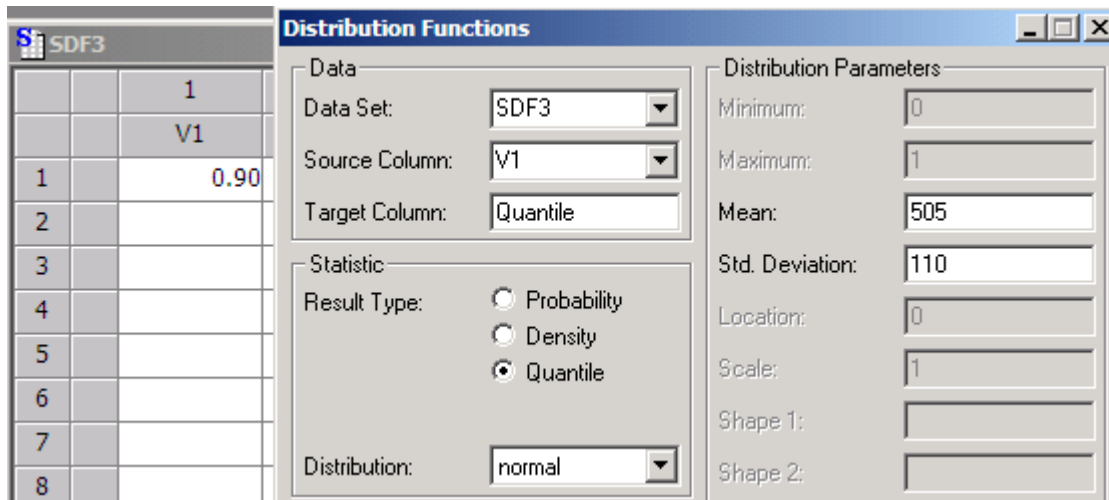 SDF3
1
V1
1 0.90
2
3
4
5
6
7
8
Distribution Functions
Data
Data Set: SDF3
Source Column: V1
Target Column: Quantile
Statistic
Result Type: Probability
Density
Quantile
Distribution: normal
Distribution Parameters
Minimum: 0
Maximum: 1
Mean: 505
Std. Deviation: 110
Location: 0
Scale: 1
Shape 1:
Shape 2: